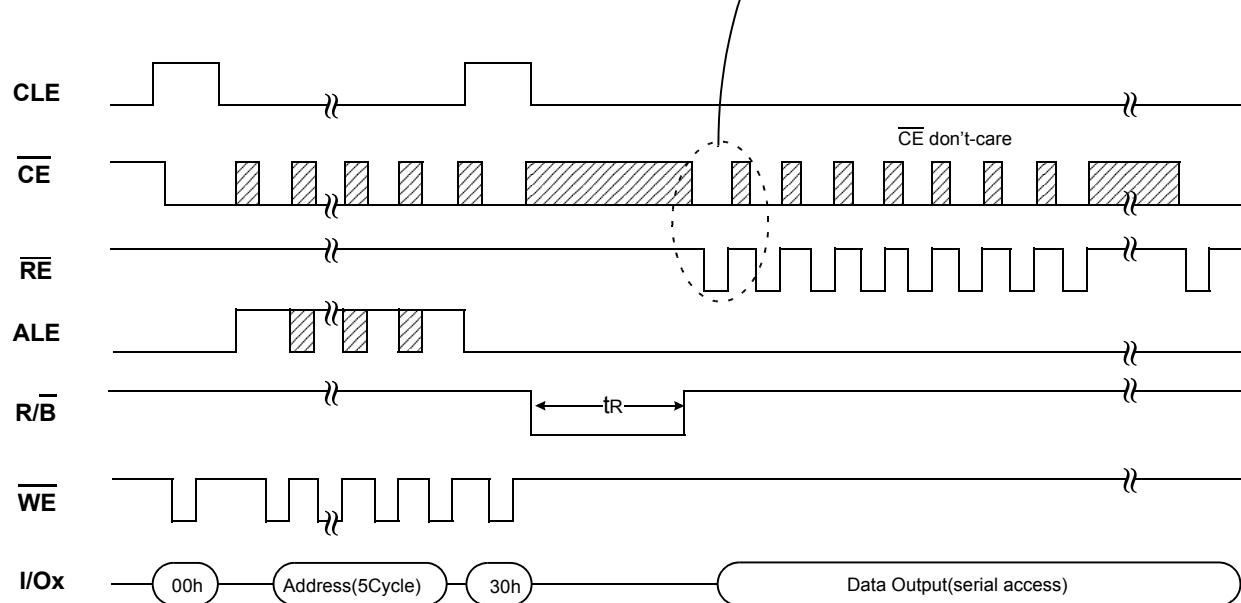 CLE
CE
CE don't-care
RE
ALE
R/B
tR
WE
I/Ox
00h
Address(5Cycle)
30h
Data Output(serial access)